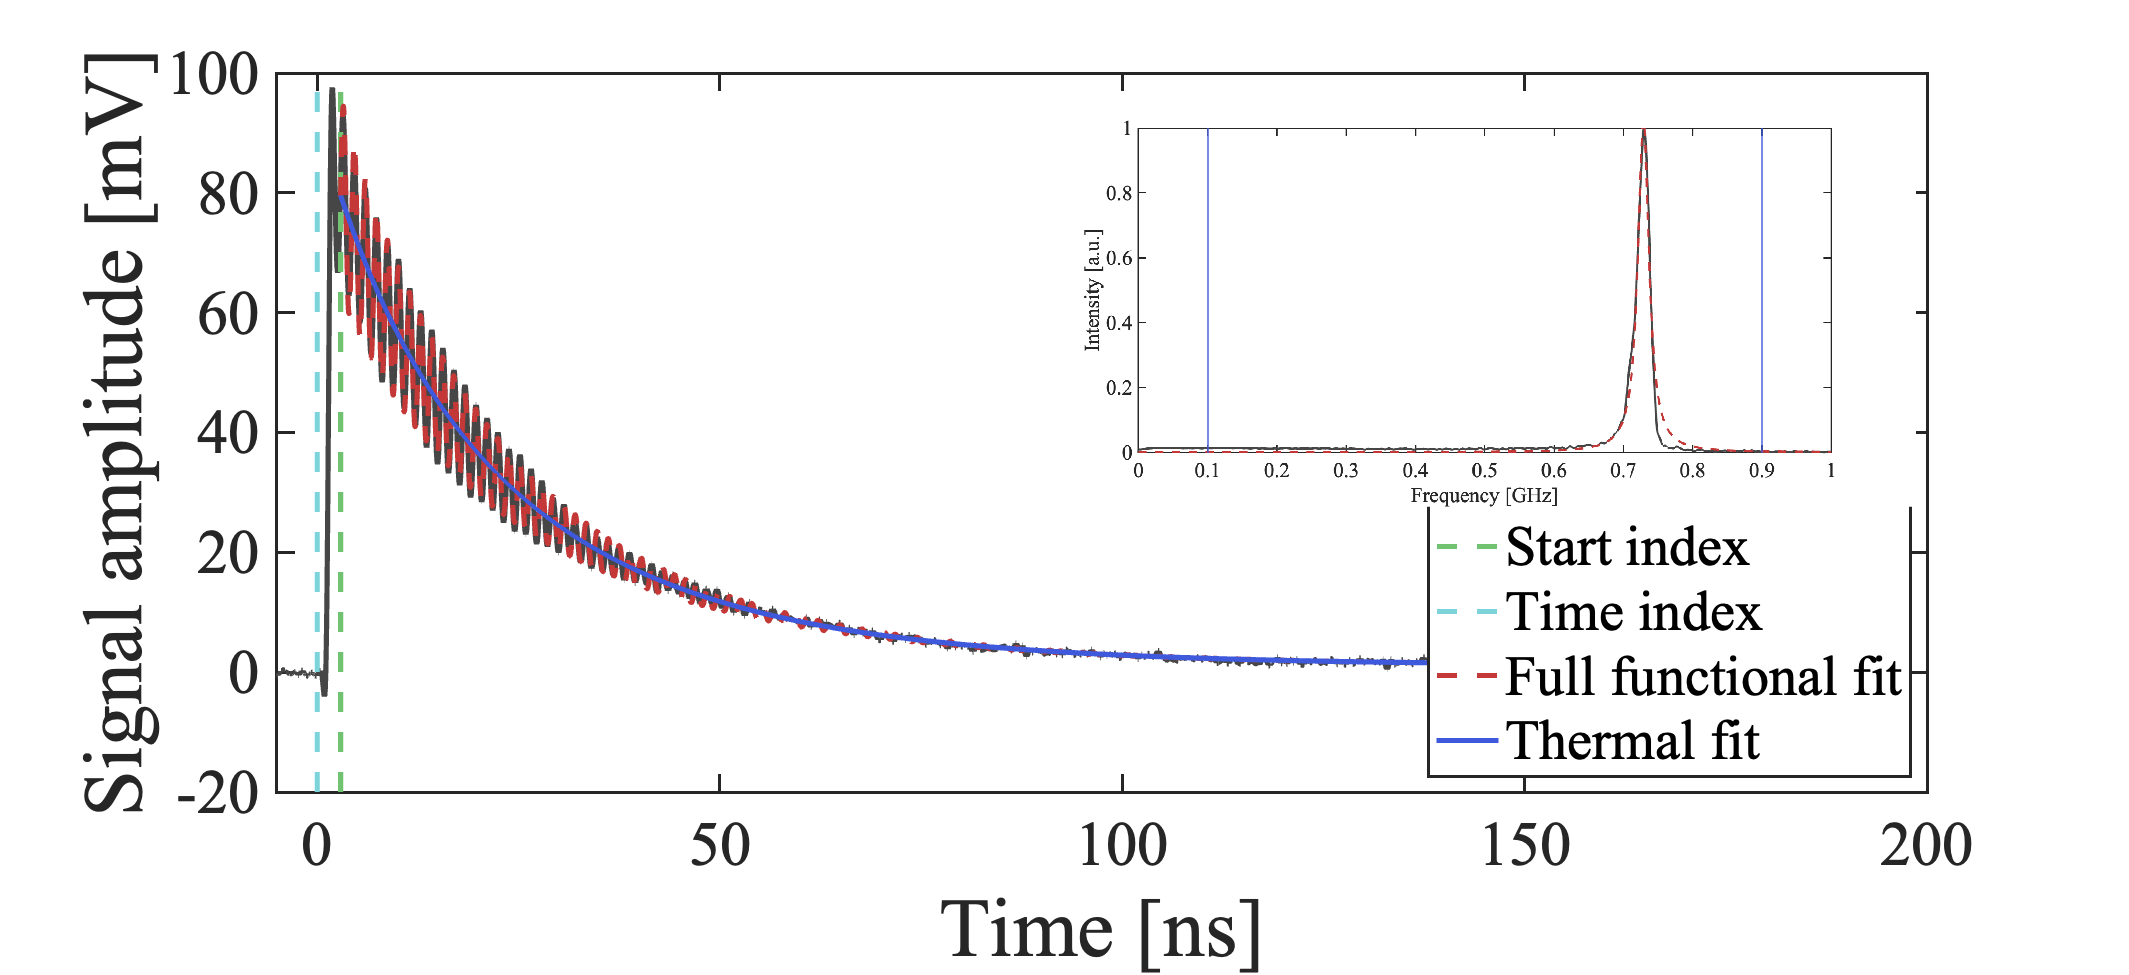 Signal amplitude [mV]
100
80
60
40
20
0
-20
0 50 100 150 200
Time [ns]
Intensity [a.u.]
1
0.8
0.6
0.4
0.2
0
0 0.1 0.2 0.3 0.4 0.5 0.6 0.7 0.8 0.9 1
Frequency [GHz]
Start index
Time index
Full functional fit
Thermal fit